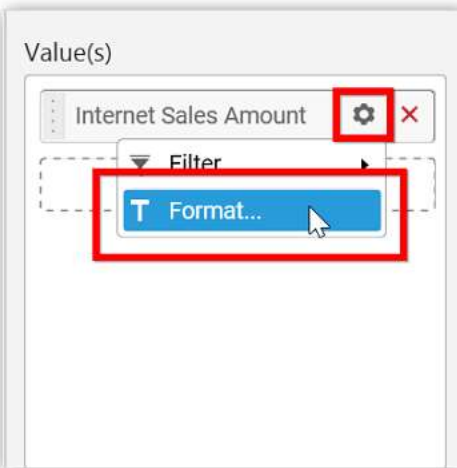 Value(s)
Internet Sales Amount
Filter
Format...